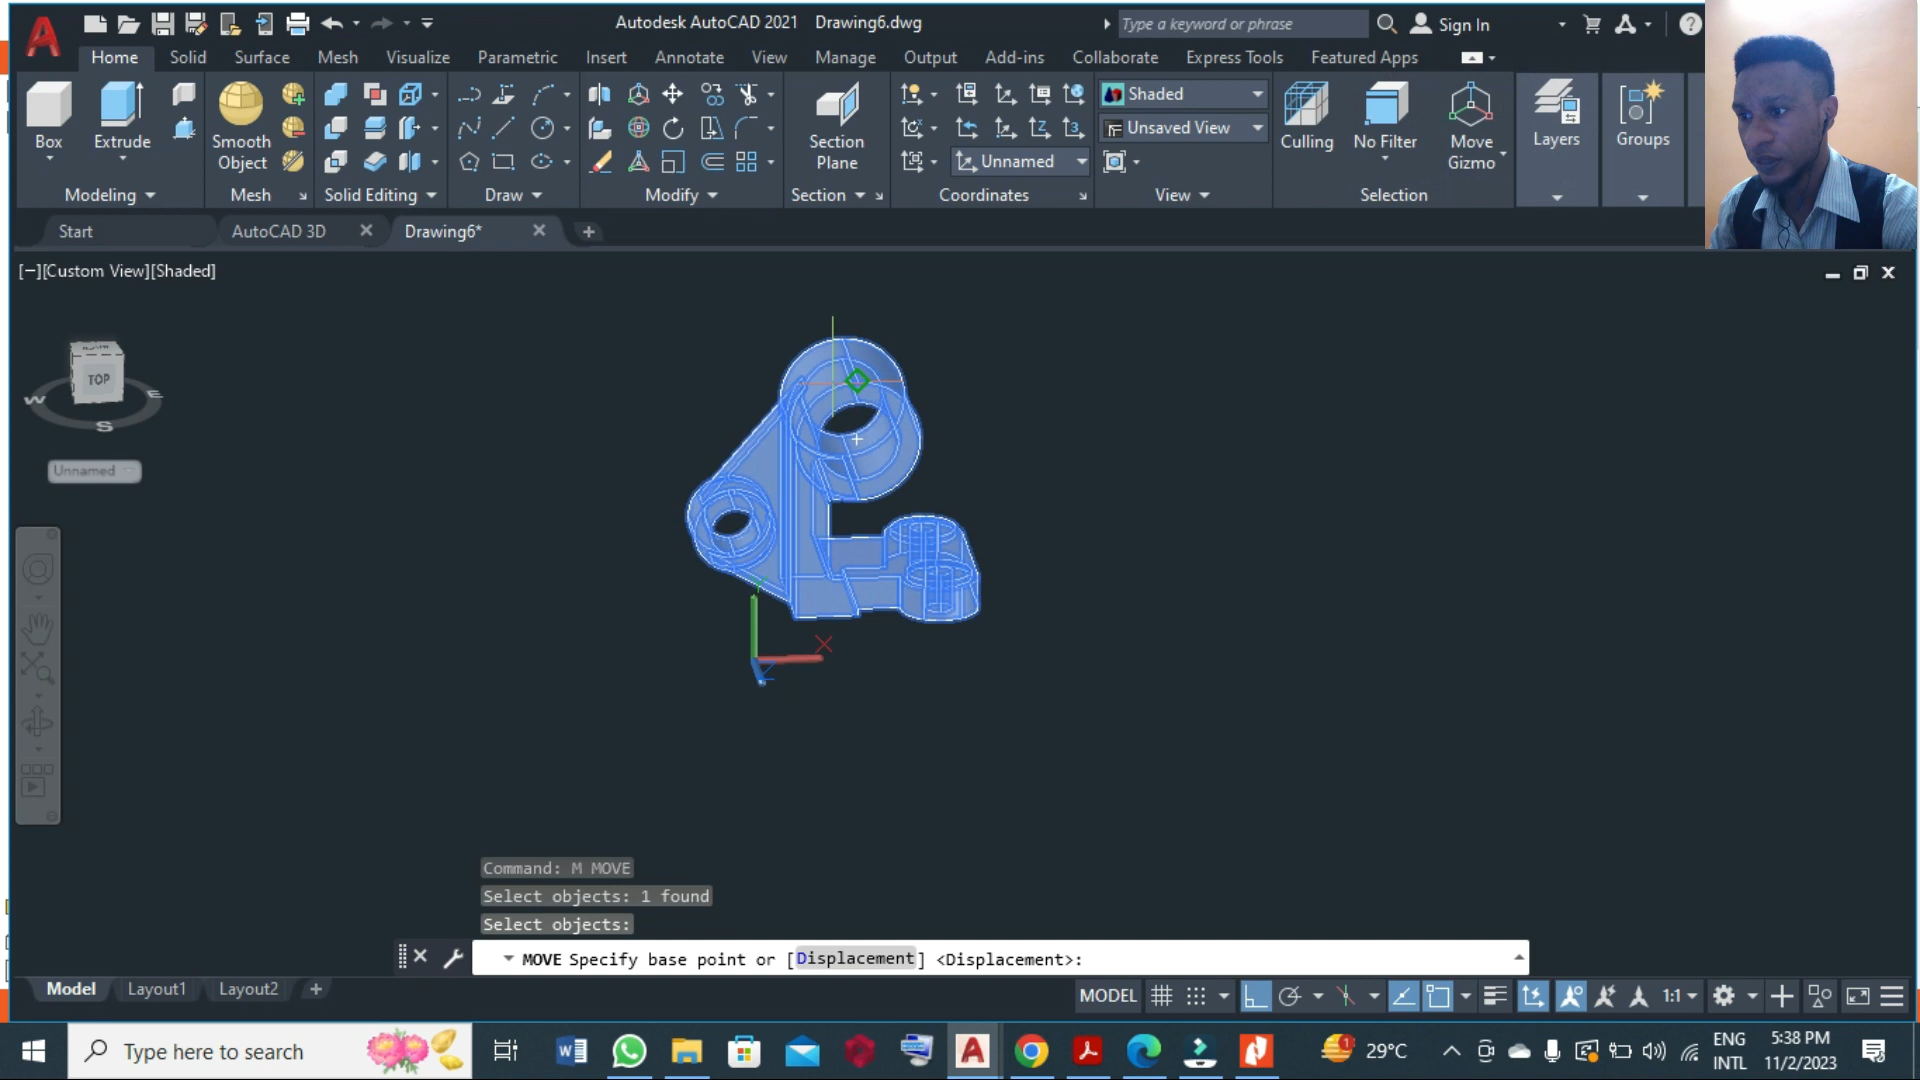 Autodesk AutoCAD 2021 Drawing6.dwg
Type a keyword or phrase
Sign In
Home Solid Surface Mesh Visualize Parametric Insert Annotate View Manage Output Add-ins Collaborate Express Tools Featured Apps
Box
Extrude
Smooth
Object
Section
Plane
Shaded
Unsaved View
Unnamed
Culling
No Filter
Move
Gizmo
Layers
Groups
Modeling
Mesh
Solid Editing
Draw
Modify
Section
Coordinates
View
Selection
Start
AutoCAD 3D
Drawing6*
[−][Custom View][Shaded]
TOP
W
E
S
Unnamed
X
Command: M MOVE
Select objects: 1 found
Select objects:
MOVE Specify base point or [Displacement] <Displacement>:
Model Layout1 Layout2
MODEL
1:1
Type here to search
29°C
ENG
INTL
5:38 PM
11/2/2023